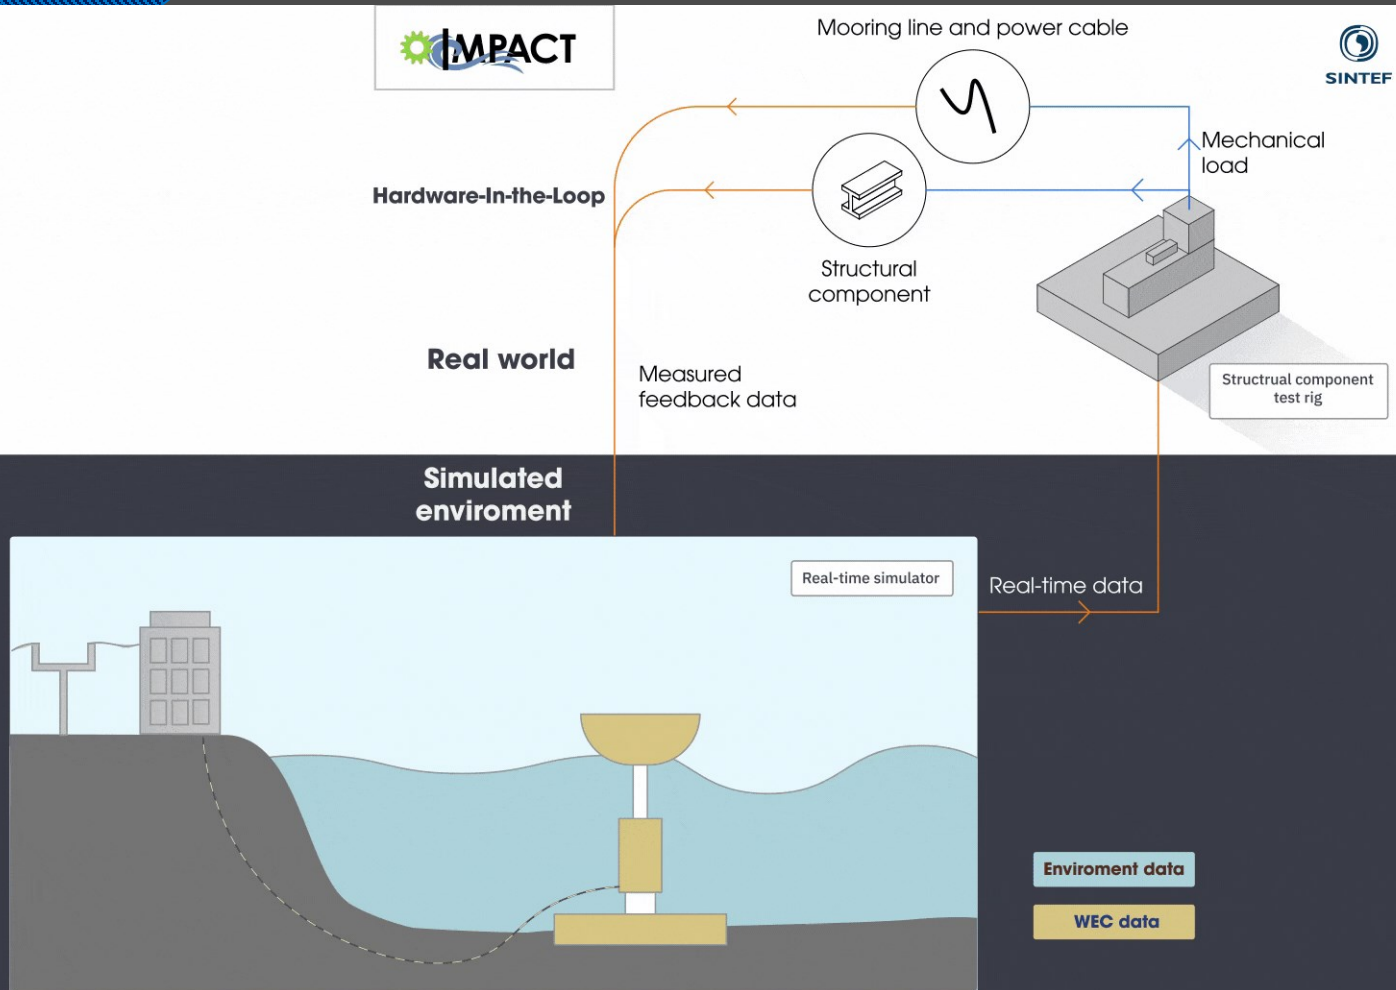 IMPACT
Mooring line and power cable
SINTEF
Mechanical
load
Hardware-In-the-Loop
Structural
component
Real world
Measured
feedback data
Structrual component
test rig
Simulated
enviroment
Real-time simulator
Real-time data
Enviroment data
WEC data